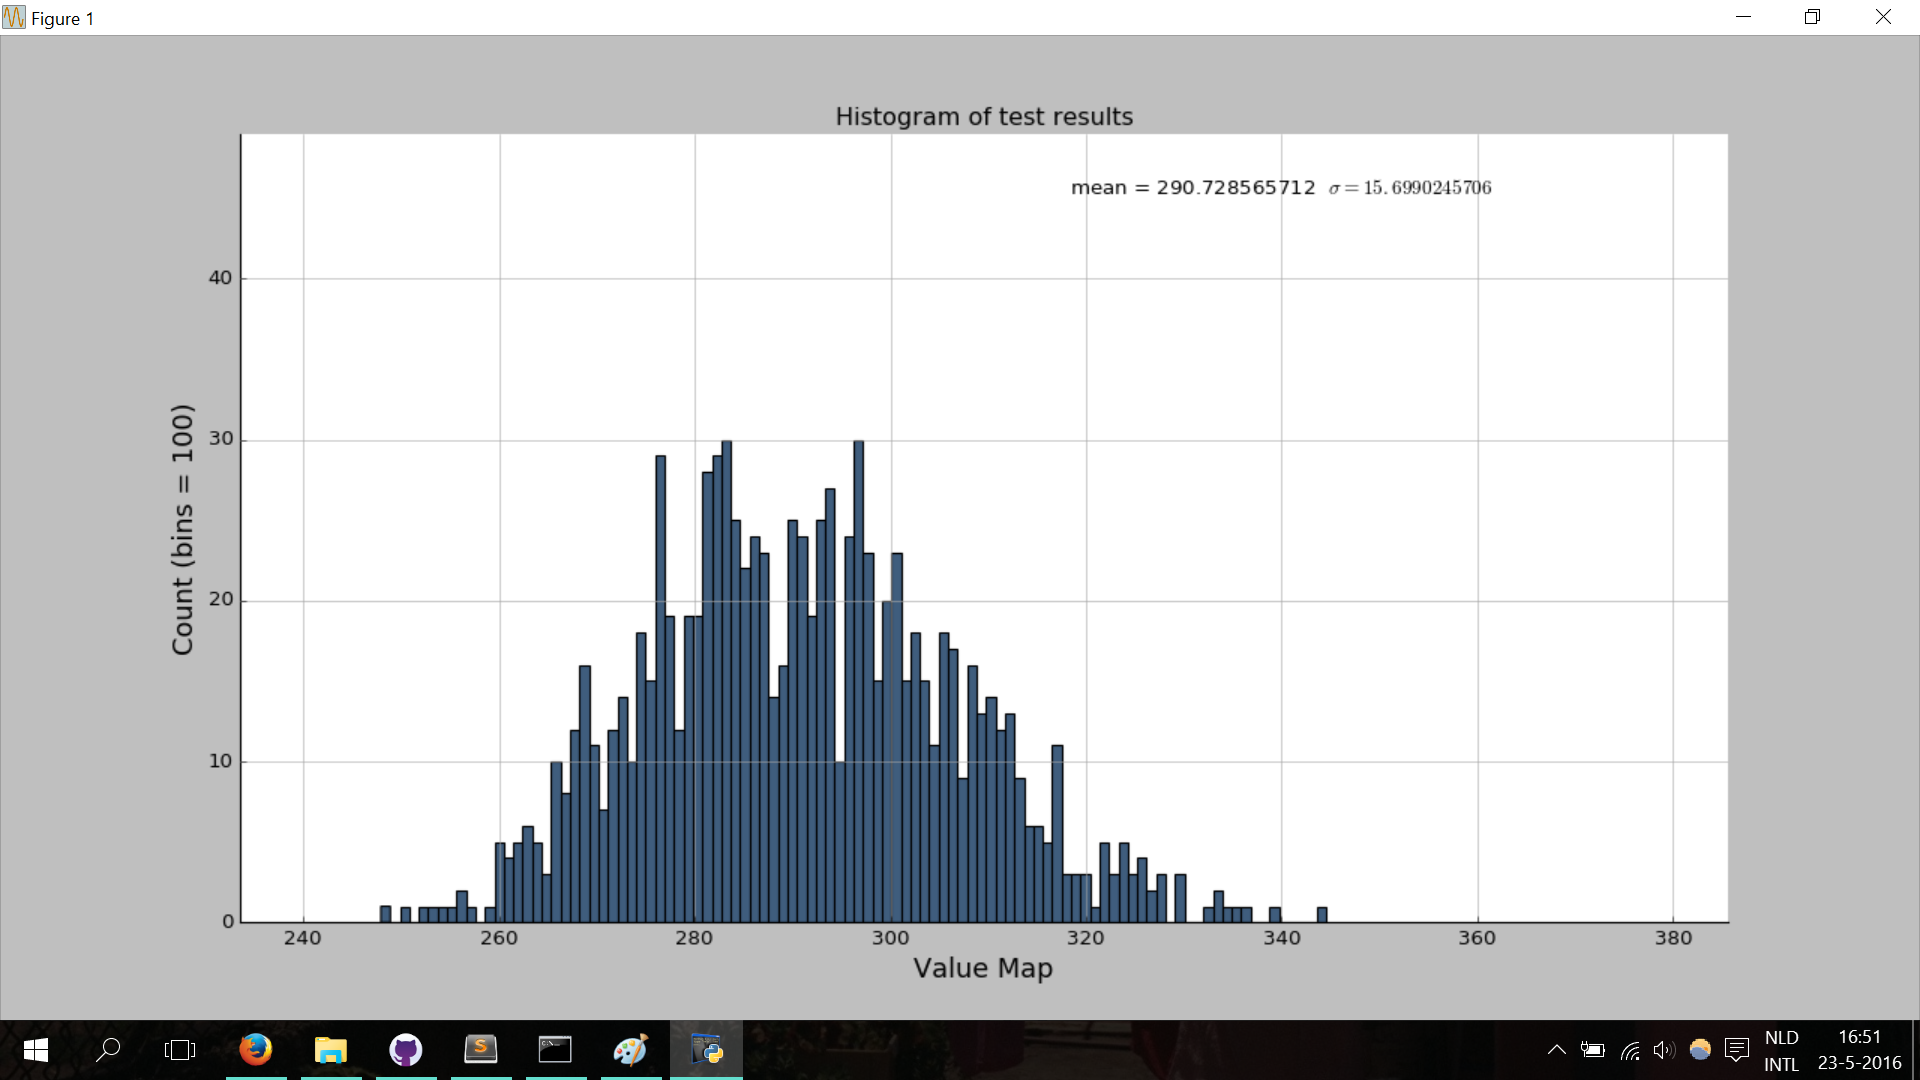 Figure 1
Histogram of test results
mean = 290.728565712 σ = 15.6990245706
40
30
20
10
0
Count (bins = 100)
240 260 280 300 320 340 360 380
Value Map
NLD
INTL
16:51
23-5-2016